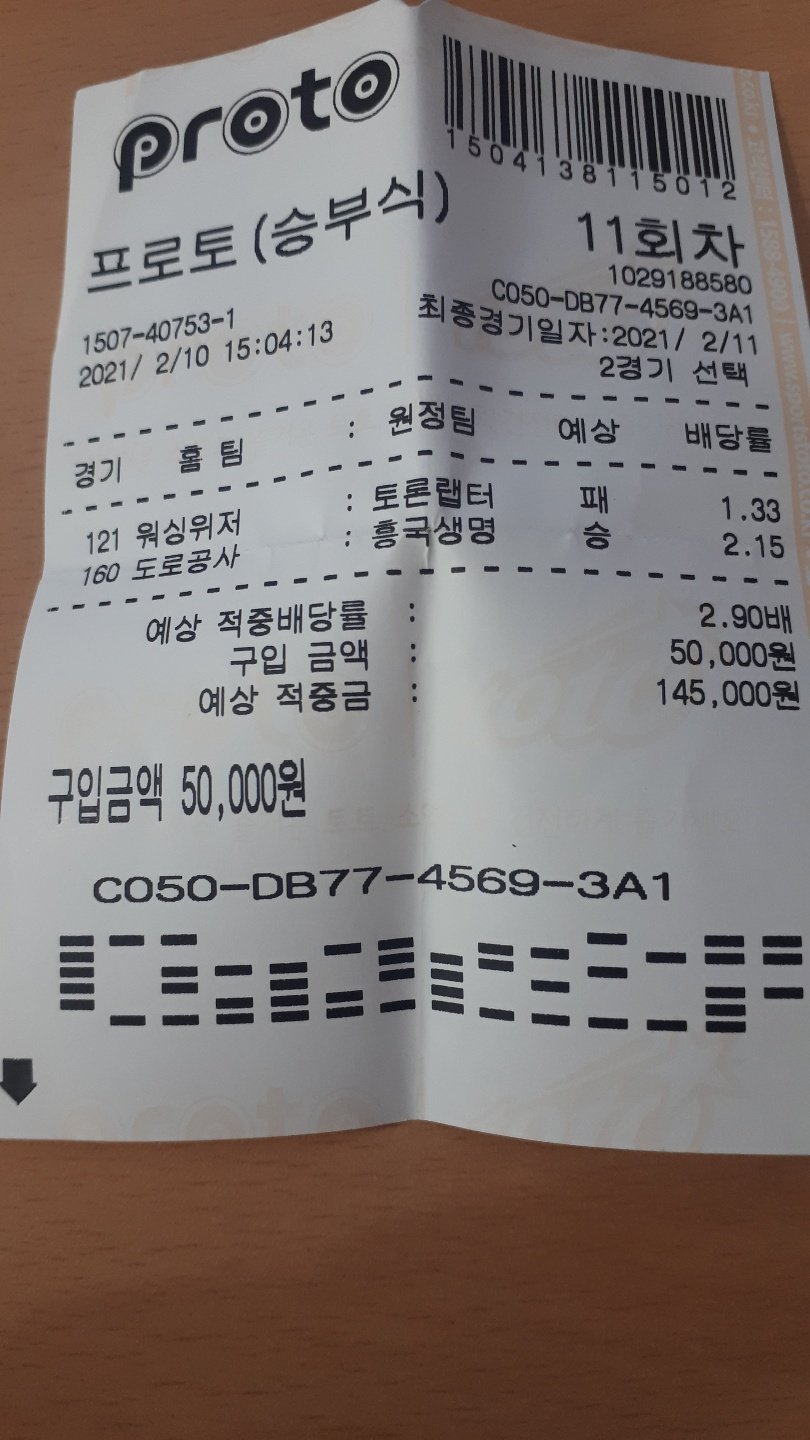 proto
1504138115012
프로토(승부식) 11회차
1029188580
1507-40753-1 C050-DB77-4569-3A1
2021/ 2/10 15:04:13 최종경기일자:2021/ 2/11
2경기 선택
경기 홈 팀 : 원정팀 예상 배당률
121 워싱위저 : 토론랩터 패 1.33
160 도로공사 : 흥국생명 승 2.15
예상 적중배당률 : 2.90배
구입 금액 : 50,000원
예상 적중금 : 145,000원
구입금액 50,000원
C050-DB77-4569-3A1